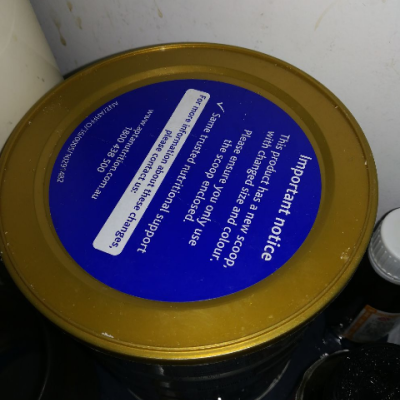 Important notice
This product has a new scoop,
with changed size and colour.
Please ensure you only use
the scoop enclosed.
✓ Same trusted nutritional support
For more information about these changes,
please contact us:
1800 438 500
www.aptanutrition.com.au